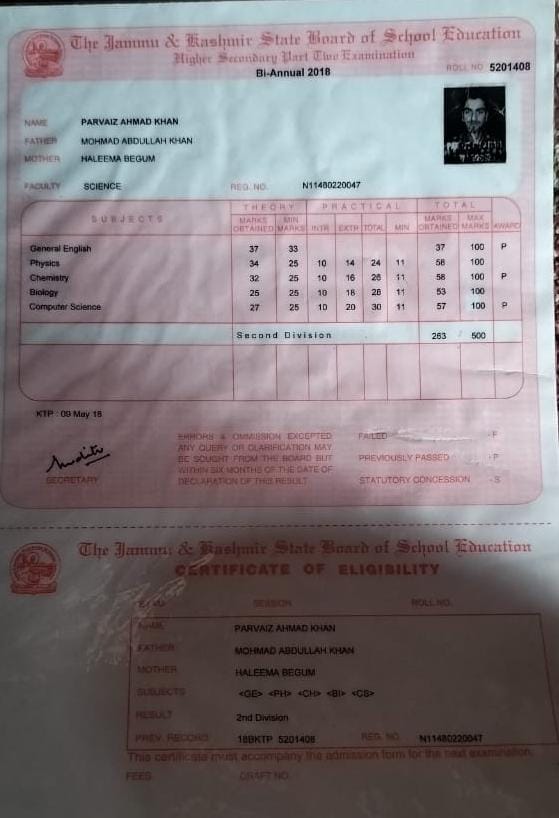 The Jammu & Kashmir State Board of School Education
Higher Secondary Part Two Examination
Bi-Annual 2018
ROLL NO 5201408
NAME PARVAIZ AHMAD KHAN
FATHER MOHMAD ABDULLAH KHAN
MOTHER HALEEMA BEGUM
FACULTY SCIENCE REG. NO. N11480220047
THEORY PRACTICAL TOTAL
SUBJECTS MARKS OBTAINED MIN MARKS INTR EXTR TOTAL MIN MARKS OBTAINED MAX MARKS AWARD
General English 37 33 37 100 P
Physics 34 25 10 14 24 11 58 100
Chemistry 32 25 10 16 26 11 58 100 P
Biology 25 25 10 18 28 11 53 100
Computer Science 27 25 10 20 30 11 57 100 P
Second Division 263 500
KTP : 09 May 18
SECRETARY
ERRORS & OMMISSION EXCEPTED
ANY QUERY OR CLARIFICATION MAY
BE SOUGHT FROM THE BOARD BUT
WITHIN SIX MONTHS OF THE DATE OF
DECLARATION OF THIS RESULT
FAILED - F
PREVIOUSLY PASSED - P
STATUTORY CONCESSION - S
The Jammu & Kashmir State Board of School Education
CERTIFICATE OF ELIGIBILITY
SESSION ROLL NO.
NAME PARVAIZ AHMAD KHAN
FATHER MOHMAD ABDULLAH KHAN
MOTHER HALEEMA BEGUM
SUBJECTS <GE> <PH> <CH> <BI> <CS>
RESULT 2nd Division
PREV. RECORD 18BKTP 5201408 REG. NO. N11480220047
This certificate must accompany the admission form for the next examination.
FEES DRAFT NO.